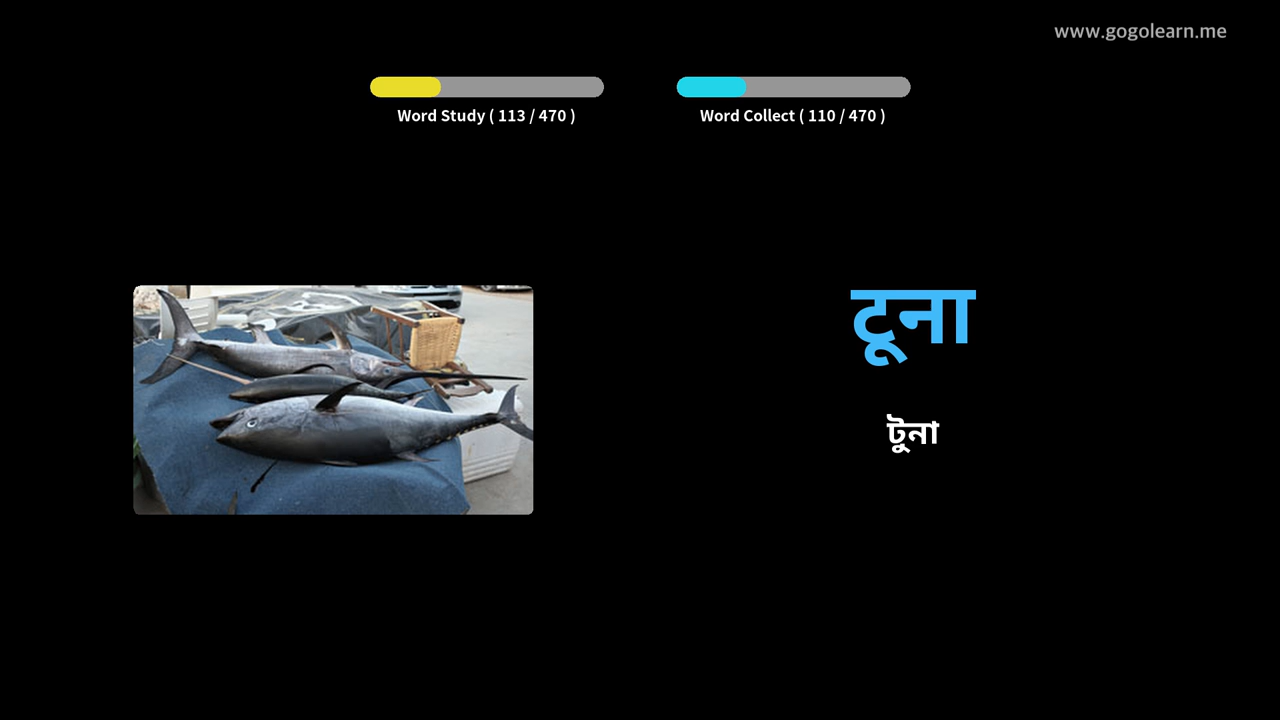 www.gogolearn.me
Word Study ( 113 / 470 )
Word Collect ( 110 / 470 )
टूना
টুনা